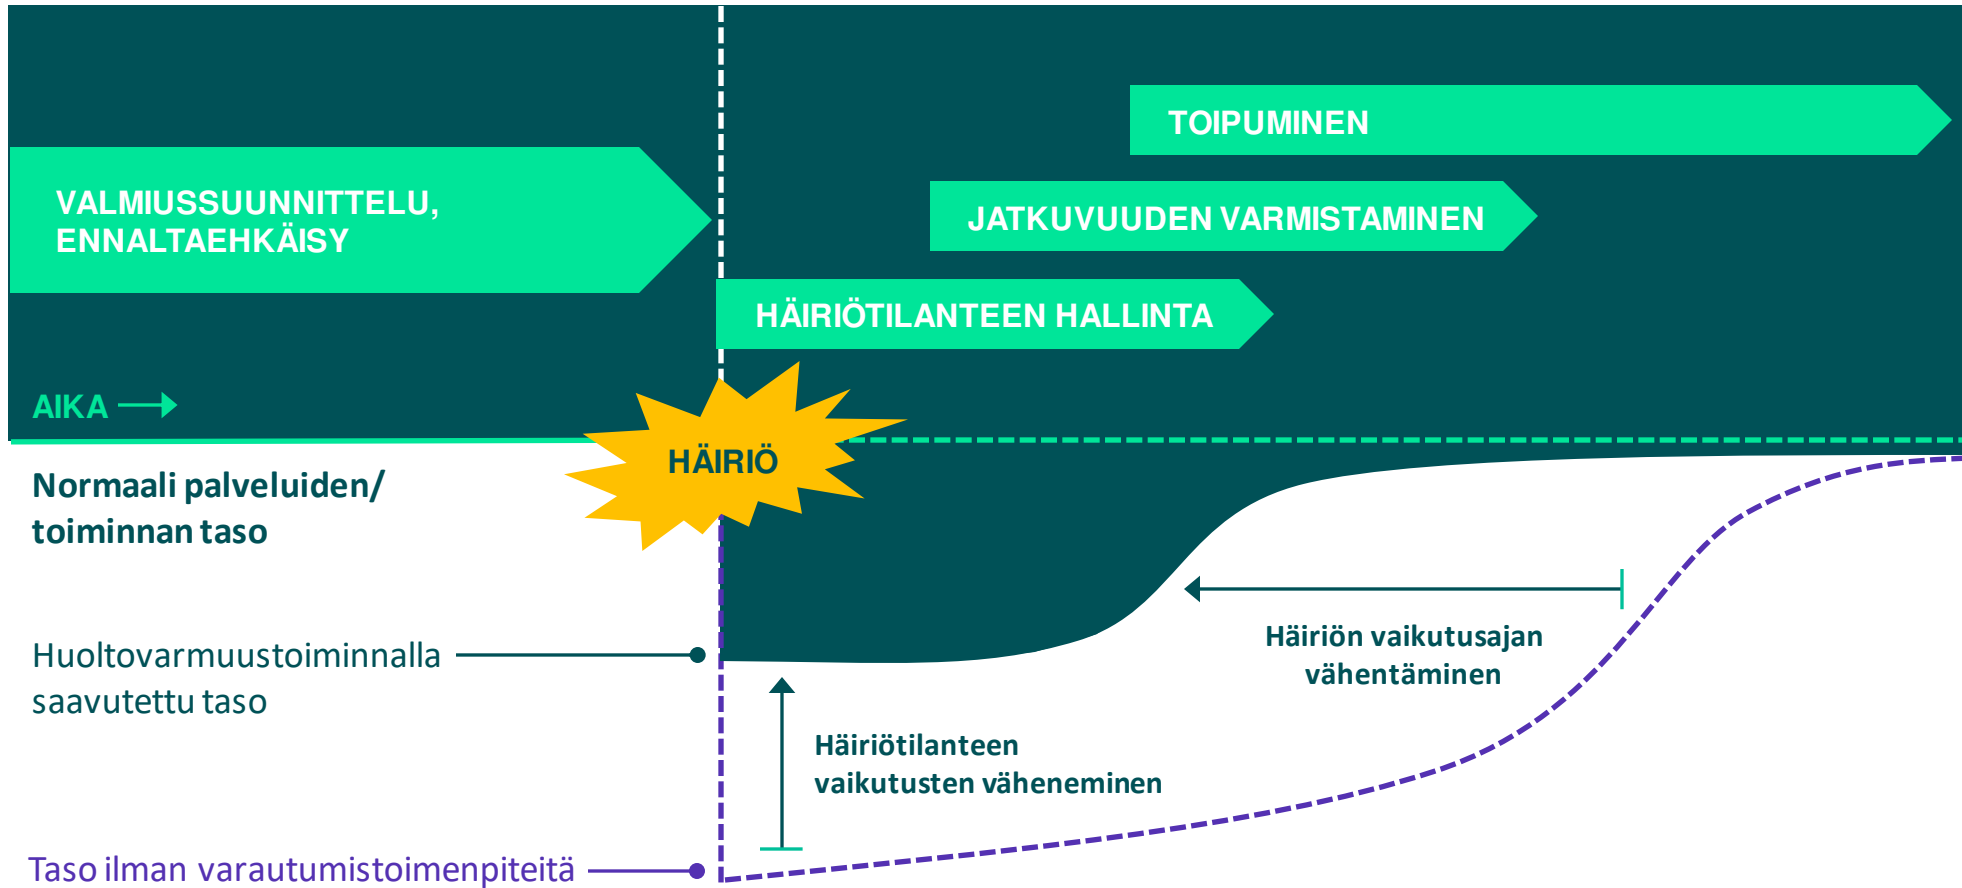 TOIPUMINEN
VALMIUSSUUNNITTELU,
ENNALTAEHKÄISY
JATKUVUUDEN VARMISTAMINEN
HÄIRIÖTILANTEEN HALLINTA
AIKA
HÄIRIÖ
Normaali palveluiden/
toiminnan taso
Huoltovarmuustoiminnalla
saavutettu taso
Häiriön vaikutusajan
vähentäminen
Häiriötilanteen
vaikutusten väheneminen
Taso ilman varautumistoimenpiteitä